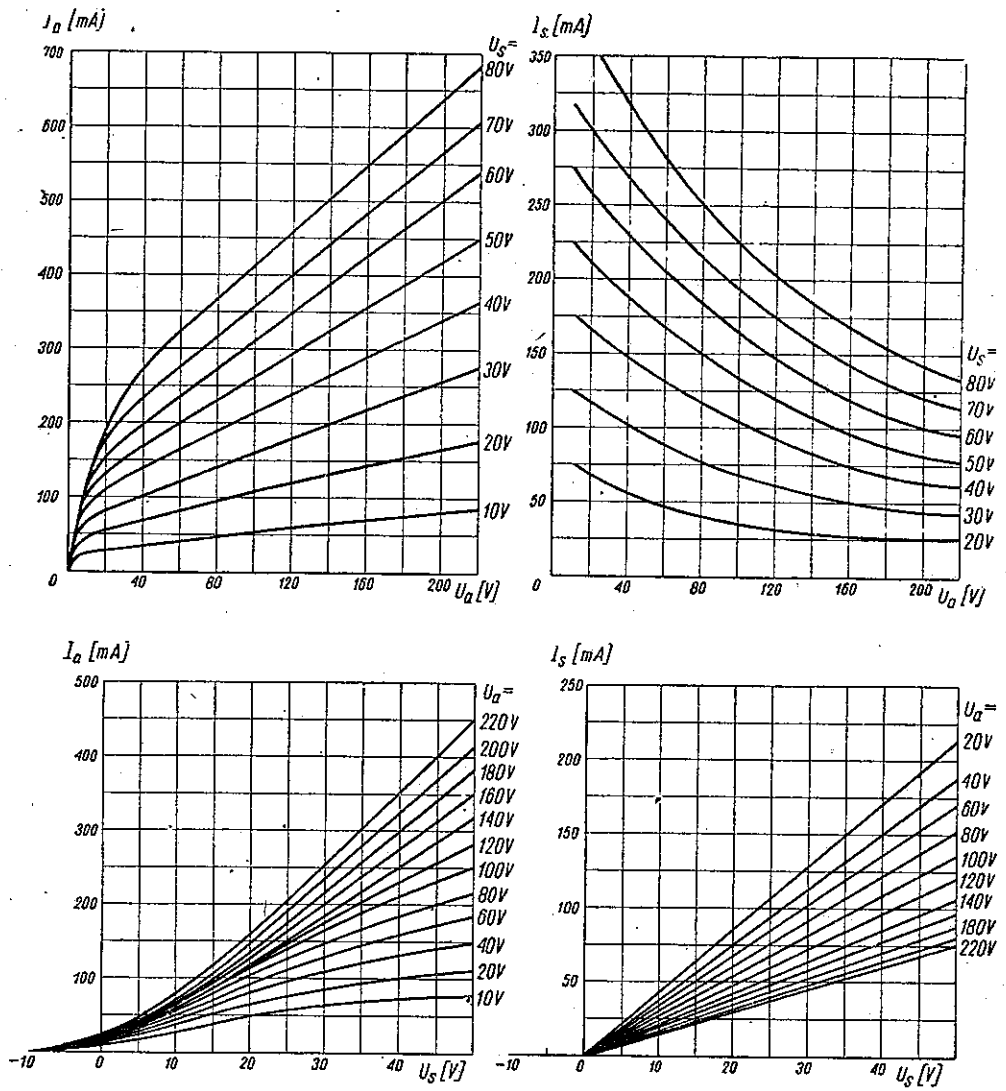 I_a [mA]
700
600
500
400
300
200
100
0
40
80
120
160
200
U_a [V]
U_s =
80V
70V
60V
50V
40V
30V
20V
10V
I_s [mA]
350
300
250
200
150
100
50
0
40
80
120
160
200
U_a [V]
U_s =
80V
70V
60V
50V
40V
30V
20V
I_a [mA]
500
400
300
200
100
-10
0
10
20
30
40
U_s [V]
U_a =
220V
200V
180V
160V
140V
120V
100V
80V
60V
40V
20V
10V
I_s [mA]
250
200
150
100
50
-10
0
10
20
30
40
U_s [V]
U_a =
20V
40V
60V
80V
100V
120V
140V
180V
220V